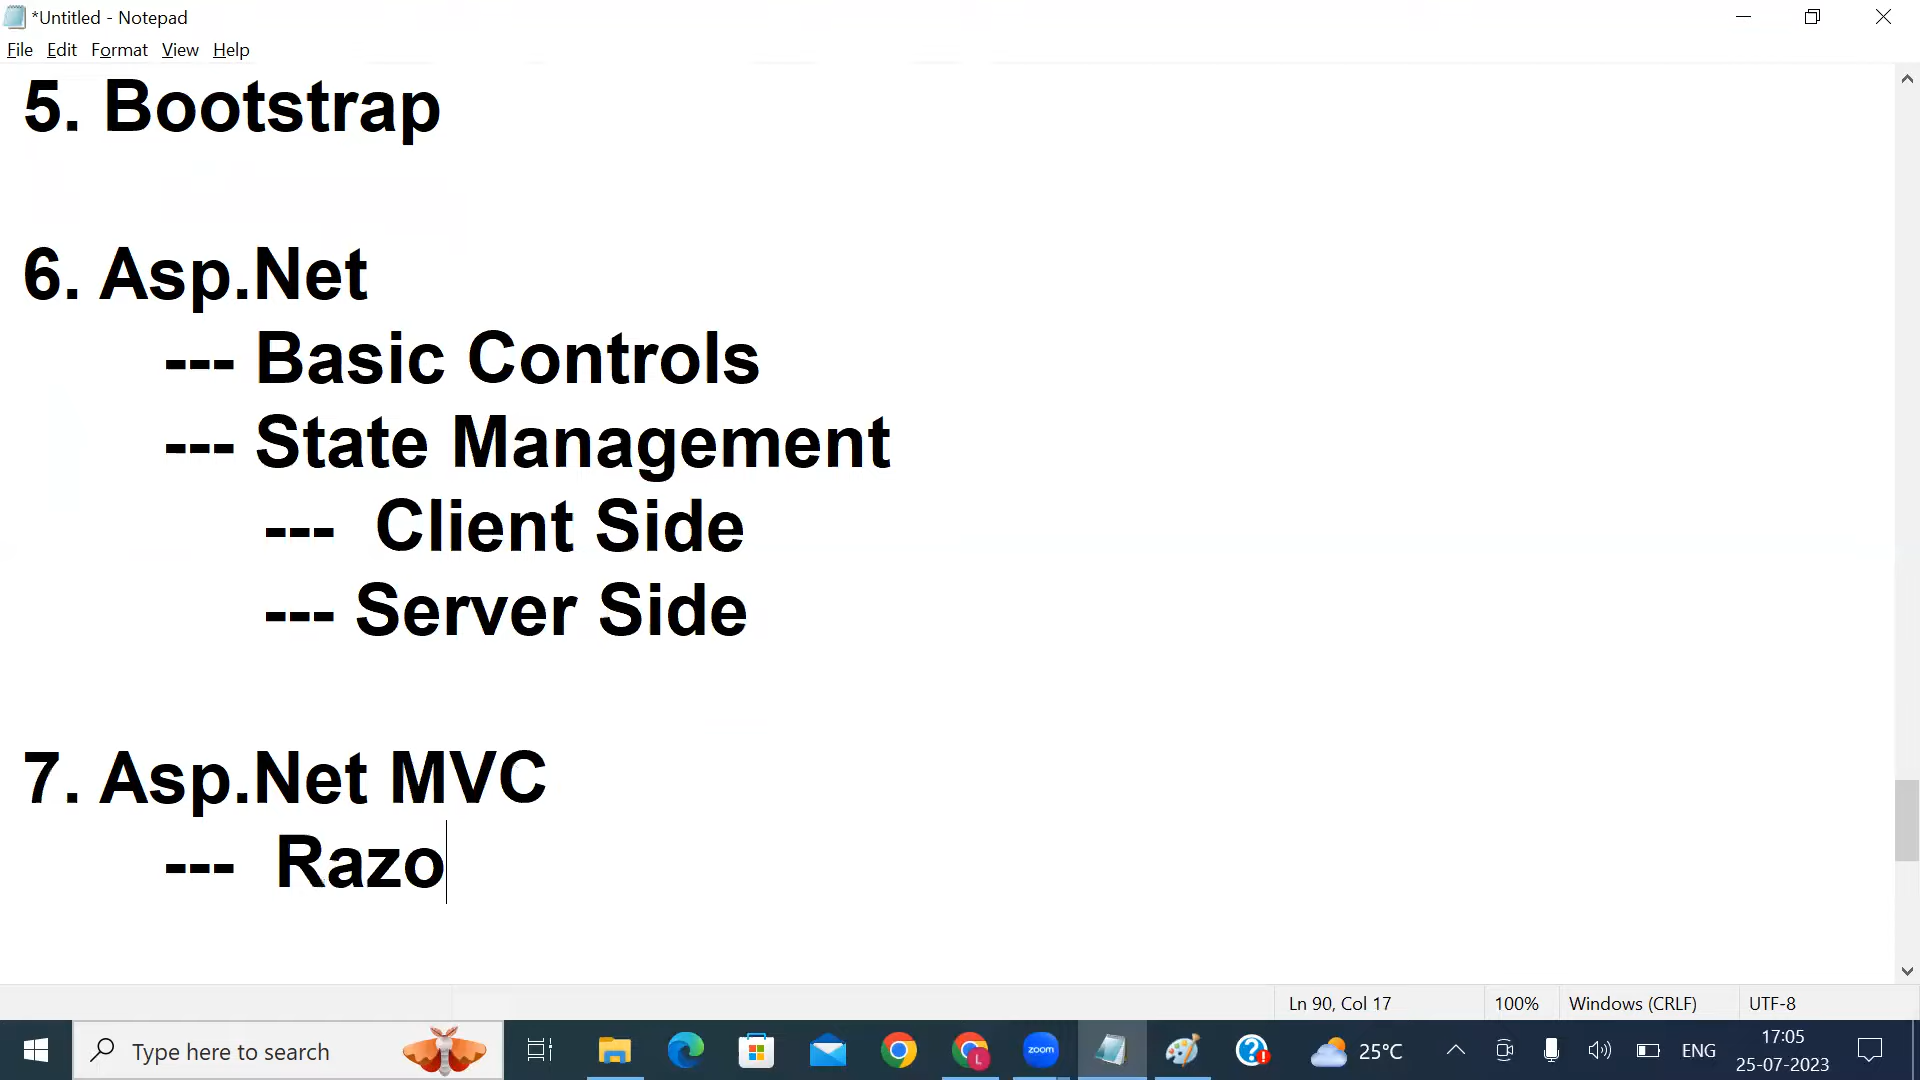 *Untitled - Notepad
File Edit Format View Help
5. Bootstrap
6. Asp.Net
--- Basic Controls
--- State Management
---  Client Side
--- Server Side
7. Asp.Net MVC
---  Razo
Ln 90, Col 17 100% Windows (CRLF) UTF-8
Type here to search
L
zoom
25°C
ENG
17:05
25-07-2023